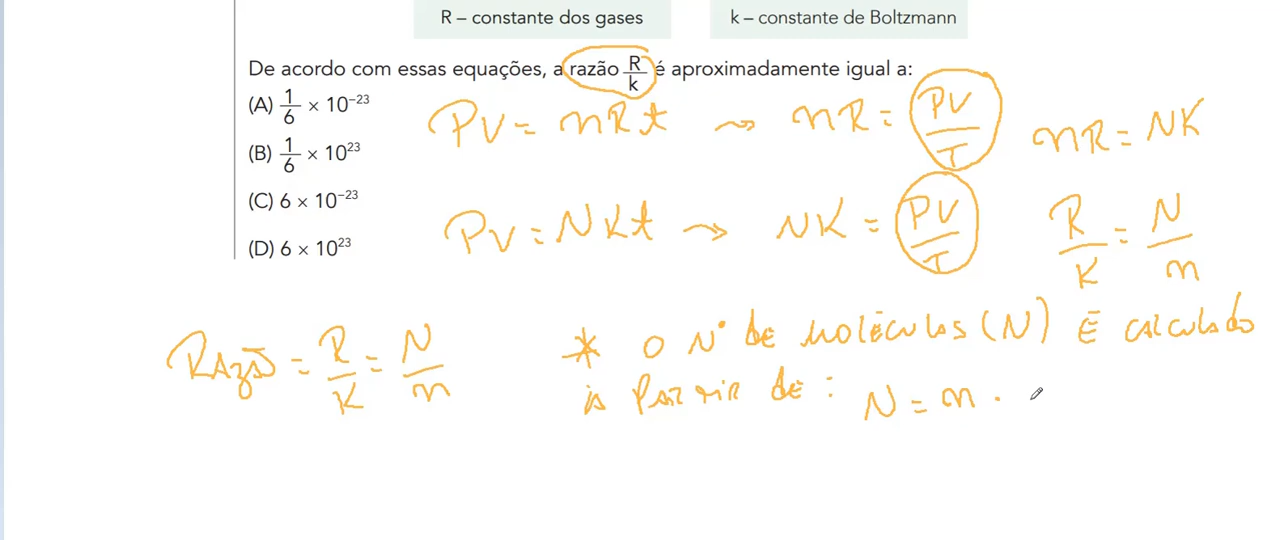 R – constante dos gases
k – constante de Boltzmann
De acordo com essas equações, a razão R/k é aproximadamente igual a:
(A) 1/6 × 10⁻²³
(B) 1/6 × 10²³
(C) 6 × 10⁻²³
(D) 6 × 10²³
PV = nRt → nR = PV/T
nR = NK
PV = NKt → NK = PV/T
R/K = N/n
RAZÃO = R/K = N/n
* O Nº de MOLÉCULAS (N) É CALCULADO
À PARTIR DE : N = n .